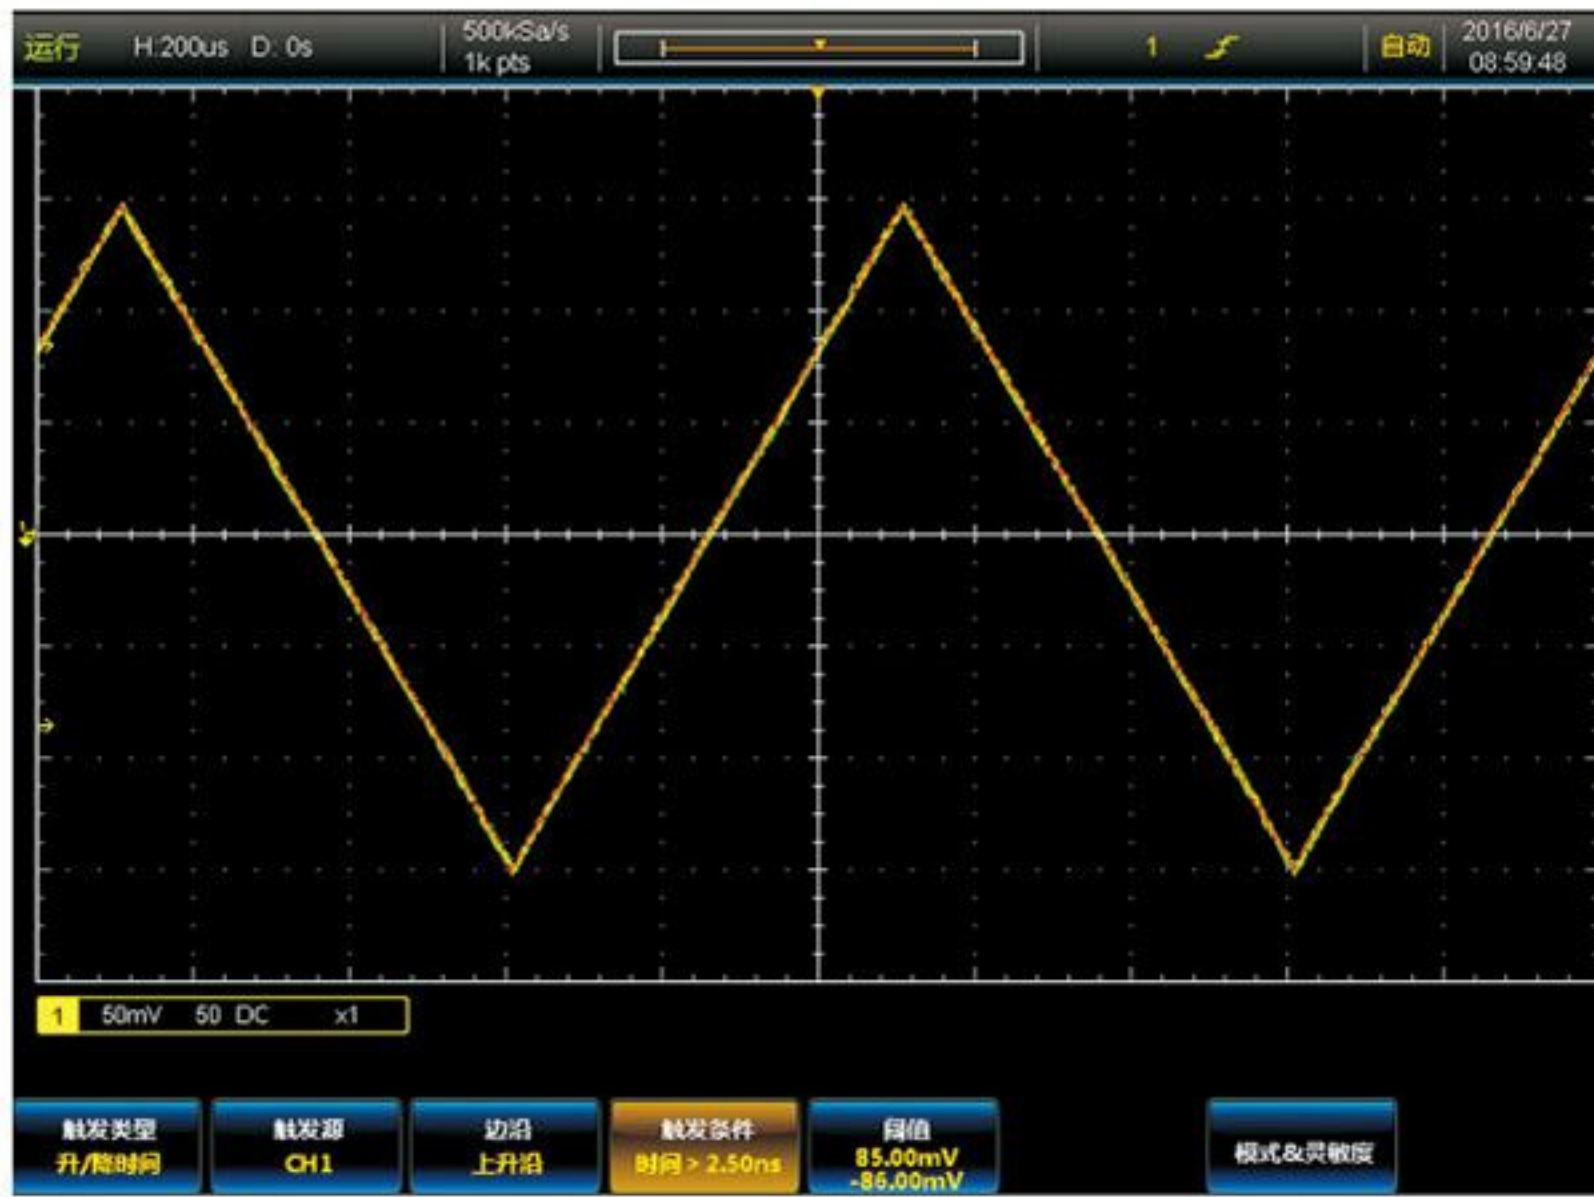 运行 H:200us D: 0s 500kSa/s 1 自动 2016/6/27
1k pts 08:59:48
1 50mV 50 DC x1
触发类型 触发源 边沿 触发条件 阈值 模式&灵敏度
升/降时间 CH1 上升沿 时间 > 2.50ns 85.00mV
-86.00mV